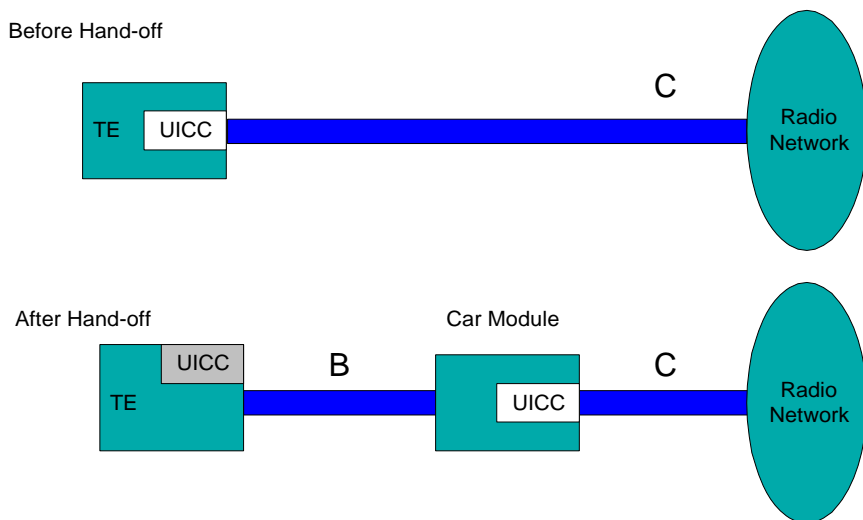 Before Hand-off
C
TE
UICC
Radio
Network
After Hand-off
Car Module
UICC
TE
B
UICC
C
Radio
Network